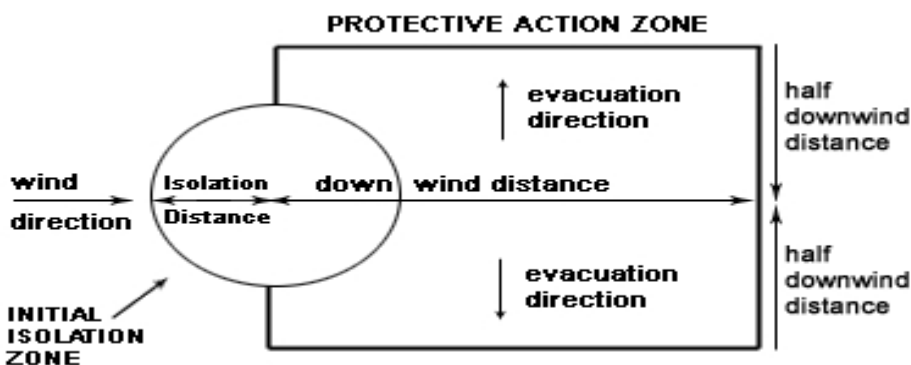 PROTECTIVE ACTION ZONE
evacuation
direction
half
downwind
distance
wind
direction
Isolation
Distance
down wind distance
evacuation
direction
half
downwind
distance
INITIAL
ISOLATION
ZONE